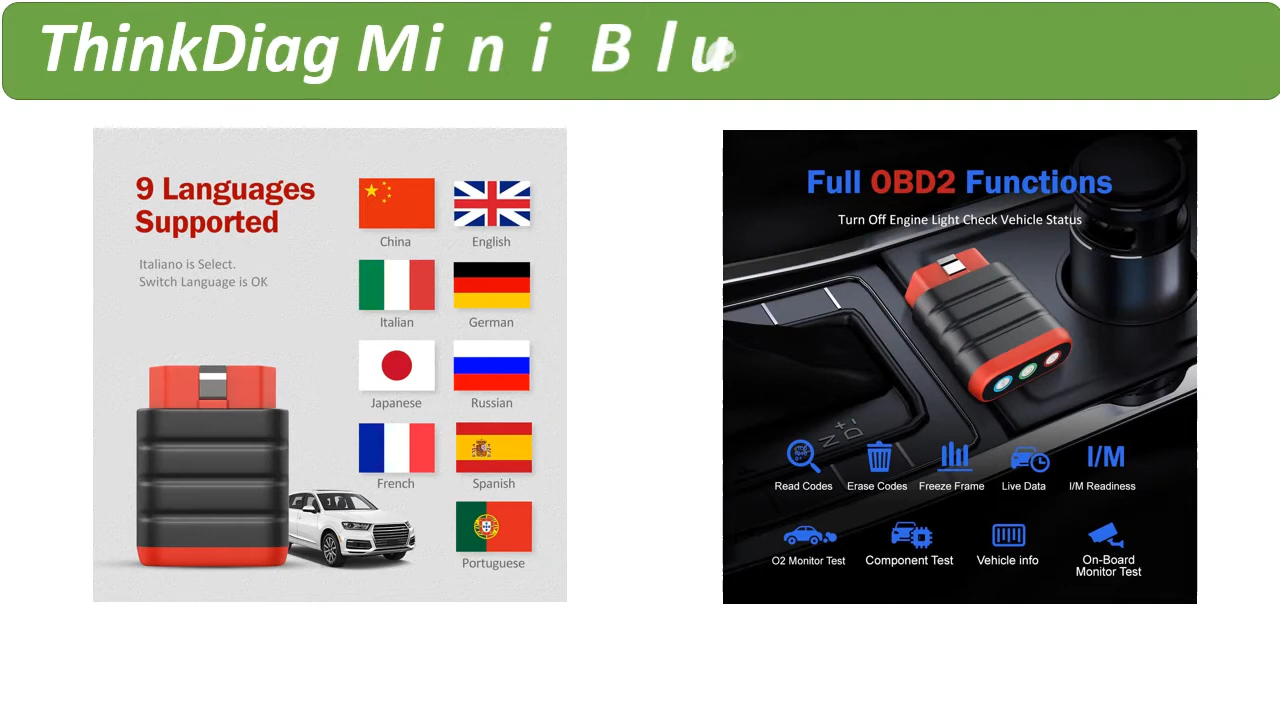 ThinkDiag Mini Blu
9 Languages
Supported
Italiano is Select.
Switch Language is OK
China English
Italian German
Japanese Russian
French Spanish
Portuguese
Full OBD2 Functions
Turn Off Engine Light Check Vehicle Status
N D
+
-
Read Codes Erase Codes Freeze Frame Live Data I/M Readiness
I/M
O2 Monitor Test Component Test Vehicle info On-Board
Monitor Test